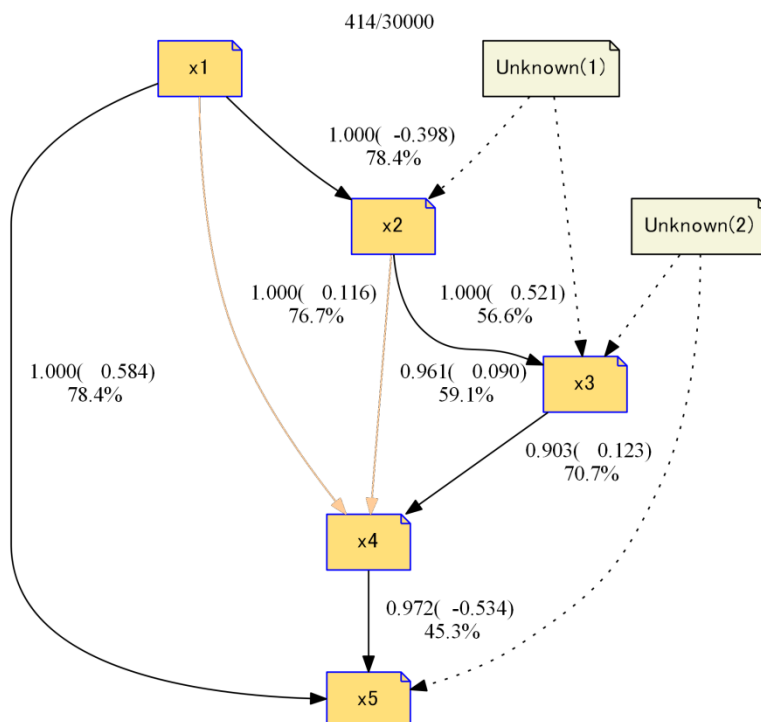 414/30000
x1
Unknown(1)
1.000( -0.398)
78.4%
x2
Unknown(2)
1.000( 0.116)
76.7%
1.000( 0.521)
56.6%
1.000( 0.584)
78.4%
0.961( 0.090)
59.1%
x3
0.903( 0.123)
70.7%
x4
0.972( -0.534)
45.3%
x5